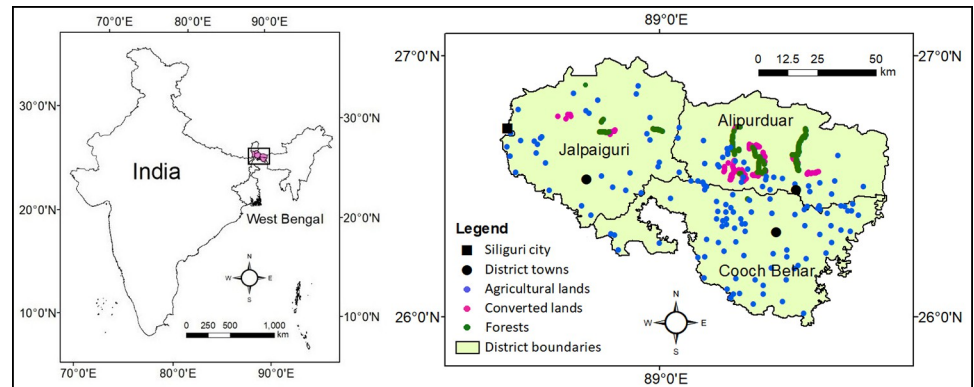 70°0'E 80°0'E 90°0'E
30°0'N
20°0'N
10°0'N
30°0'N
20°0'N
10°0'N
India
West Bengal
N
W E
S
0 250 500 1,000
km
70°0'E 80°0'E 90°0'E
89°0'E
27°0'N
26°0'N
27°0'N
26°0'N
0 12.5 25 50
km
Alipurduar
Jalpaiguri
Cooch Behar
Legend
Siliguri city
District towns
Agricultural lands
Converted lands
Forests
District boundaries
N
W E
S
89°0'E